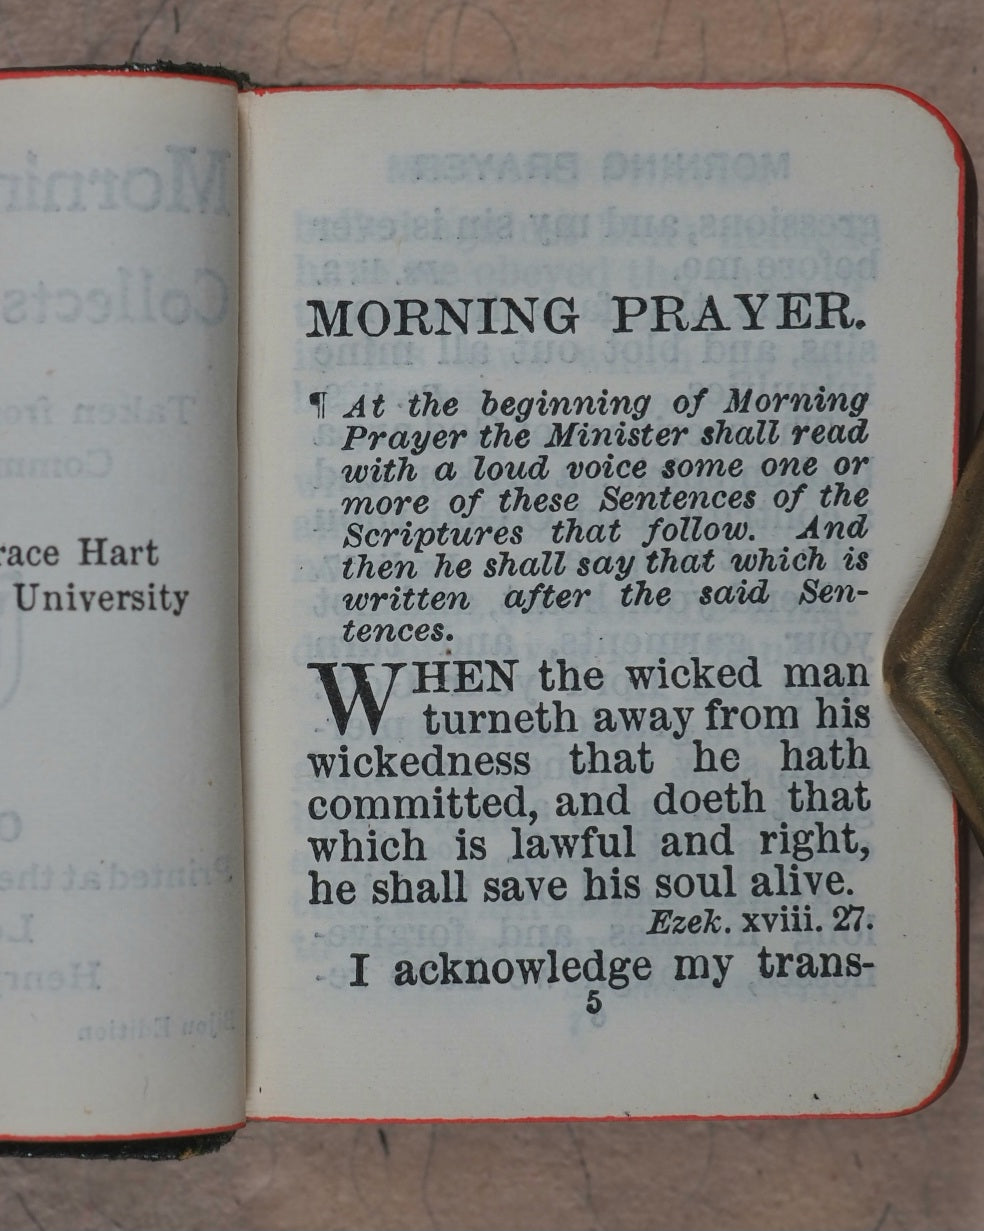 race Hart
University
MORNING PRAYER.
¶ At the beginning of Morning
Prayer the Minister shall read
with a loud voice some one or
more of these Sentences of the
Scriptures that follow. And
then he shall say that which is
written after the said Sen-
tences.
WHEN the wicked man
turneth away from his
wickedness that he hath
committed, and doeth that
which is lawful and right,
he shall save his soul alive.
Ezek. xviii. 27.
I acknowledge my trans-
5